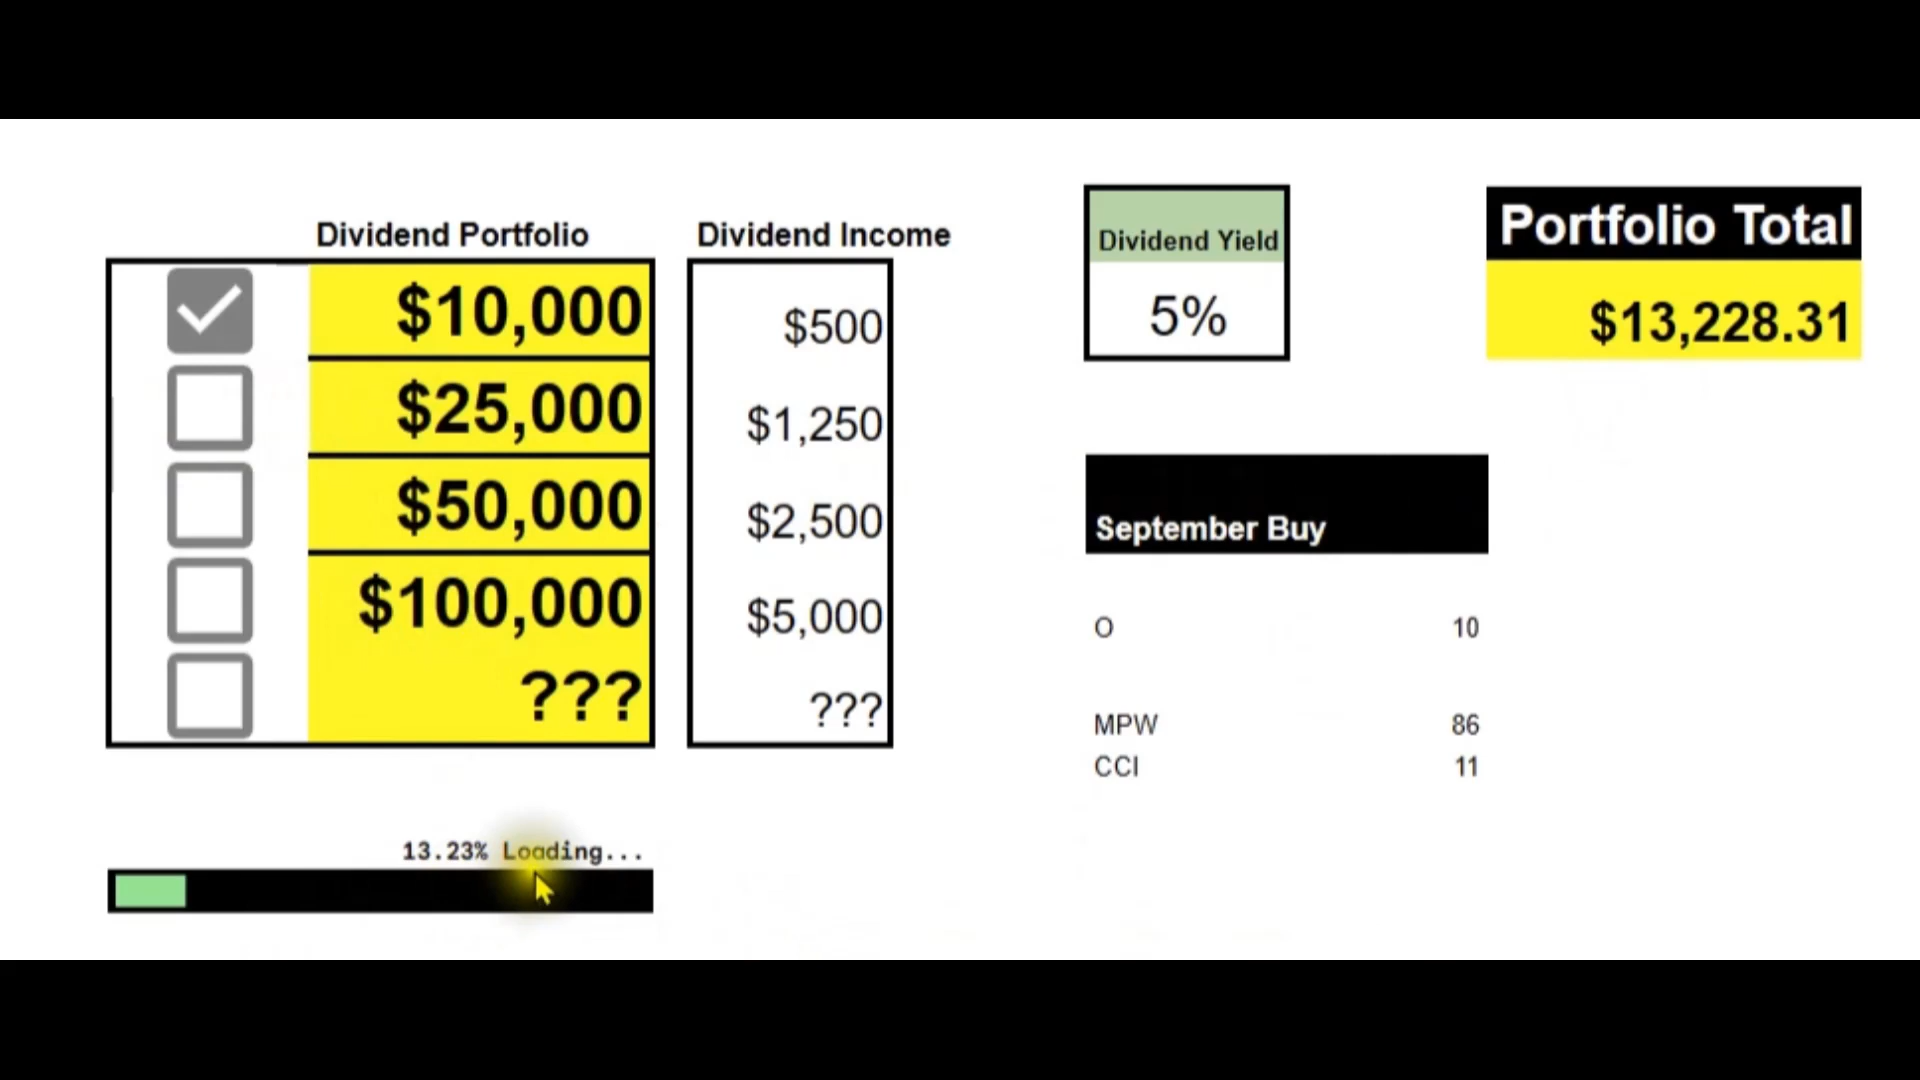 Dividend Portfolio
$10,000
$25,000
$50,000
$100,000
???
13.23% Loading...
Dividend Income
$500
$1,250
$2,500
$5,000
???
Dividend Yield
5%
Portfolio Total
$13,228.31
September Buy
O 10
MPW 86
CCI 11